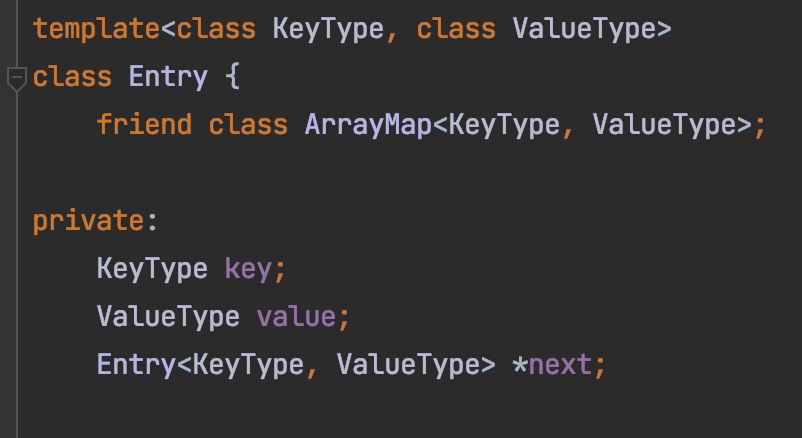 template<class KeyType, class ValueType>
class Entry {
friend class ArrayMap<KeyType, ValueType>;
private:
KeyType key;
ValueType value;
Entry<KeyType, ValueType> *next;